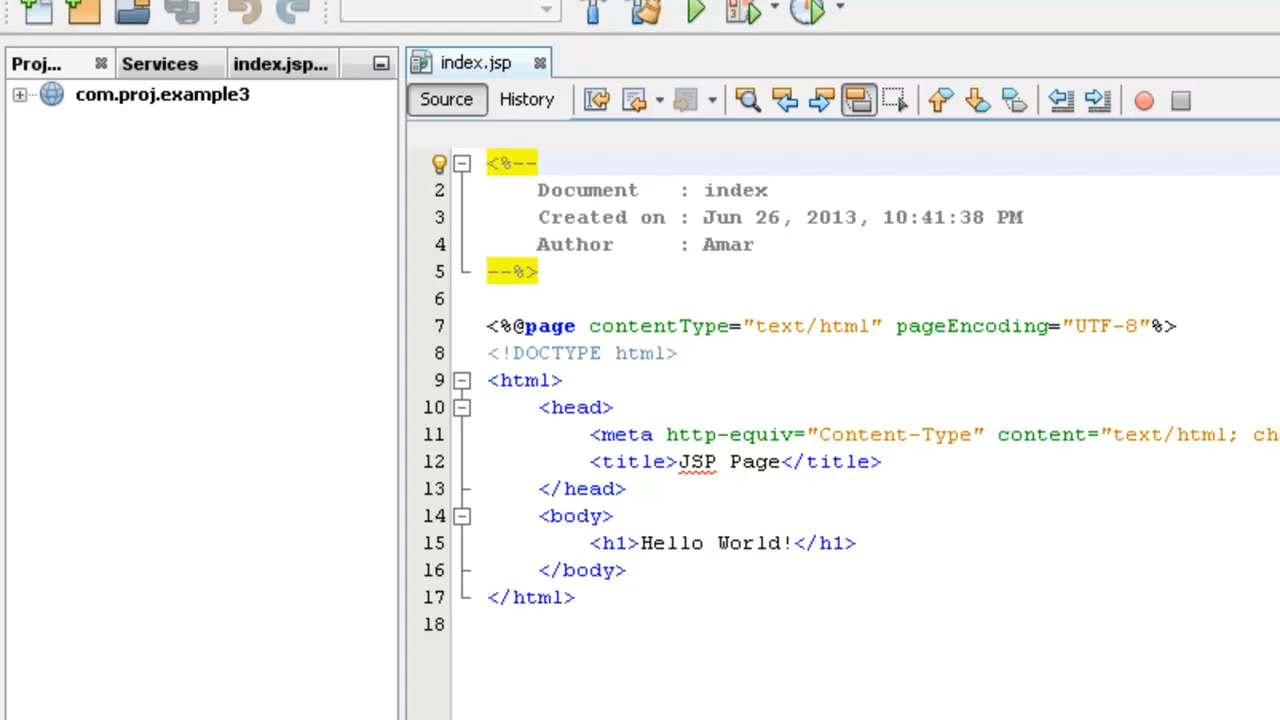 Proj...
Services
index.jsp...
index.jsp
com.proj.example3
Source
History
<%--
2 Document : index
3 Created on : Jun 26, 2013, 10:41:38 PM
4 Author : Amar
5 --%>
6
7 <%@page contentType="text/html" pageEncoding="UTF-8"%>
8 <!DOCTYPE html>
9 <html>
10 <head>
11 <meta http-equiv="Content-Type" content="text/html; ch
12 <title>JSP Page</title>
13 </head>
14 <body>
15 <h1>Hello World!</h1>
16 </body>
17 </html>
18